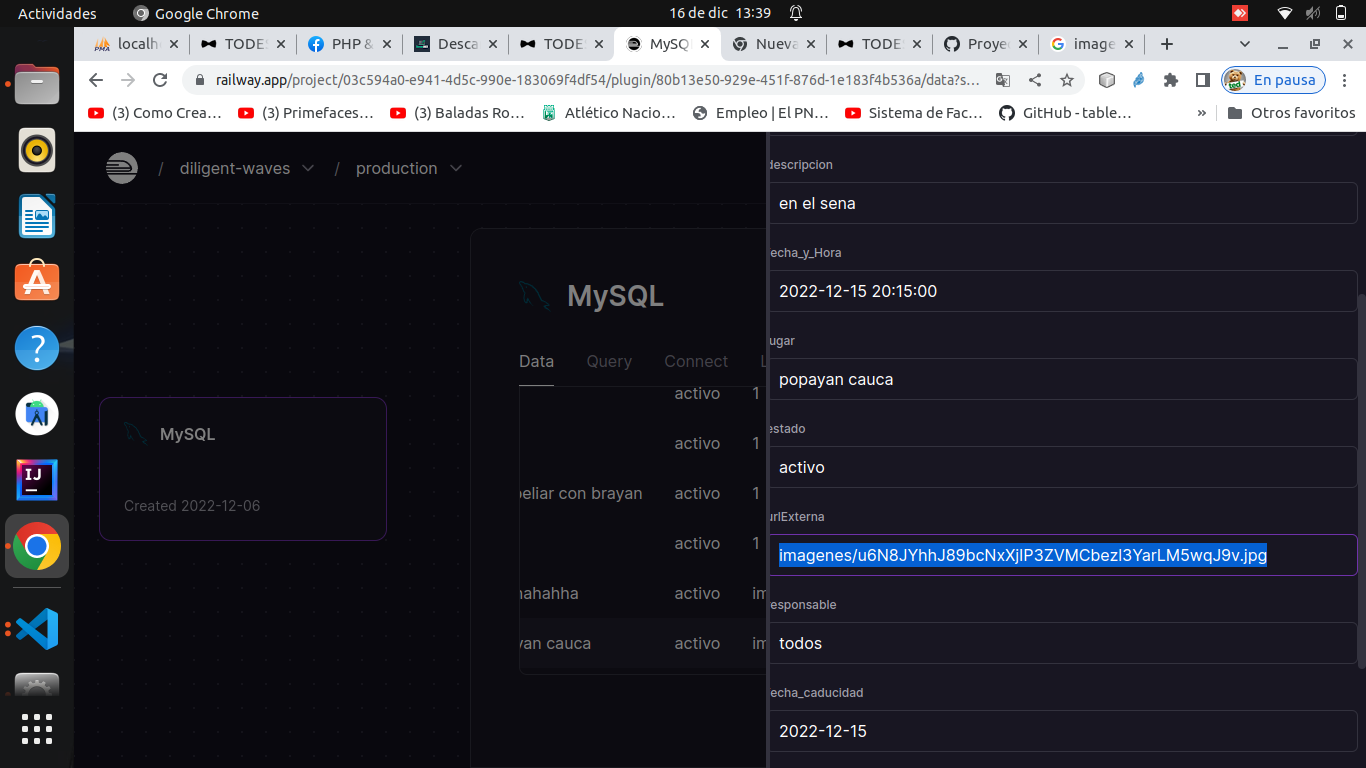 Actividades
Google Chrome
16 de dic 13:39
localh
TODE
PHP &
Desca
TODE
MySQ
Nueva
TODE
Proye
image
railway.app/project/03c594a0-e941-4d5c-990e-183069f4df54/plugin/80b13e50-929e-451f-876d-1e183f4b536a/data?s...
En pausa
(3) Como Crea...
(3) Primefaces...
(3) Baladas Ro...
Atlético Nacio...
Empleo | El PN...
Sistema de Fac...
GitHub - table...
»
Otros favoritos
/ diligent-waves / production
MySQL
Created 2022-12-06
MySQL
Data Query Connect
activo 1
activo 1
peliar con brayan activo 1
activo 1
nahahha activo im
yan cauca activo im
descripcion
en el sena
echa_y_Hora
2022-12-15 20:15:00
ugar
popayan cauca
estado
activo
urlExterna
imagenes/u6N8JYhhJ89bcNxXjlP3ZVMCbezl3YarLM5wqJ9v.jpg
responsable
todos
echa_caducidad
2022-12-15